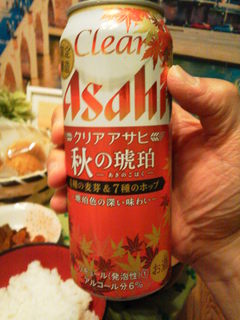 Clear
Asahi
クリア アサヒ
秋の琥珀
あきのこはく
種の麦芽&7種のホップ
琥珀色の深い味わい
リキュール(発泡性)①
アルコール分6%
お酒